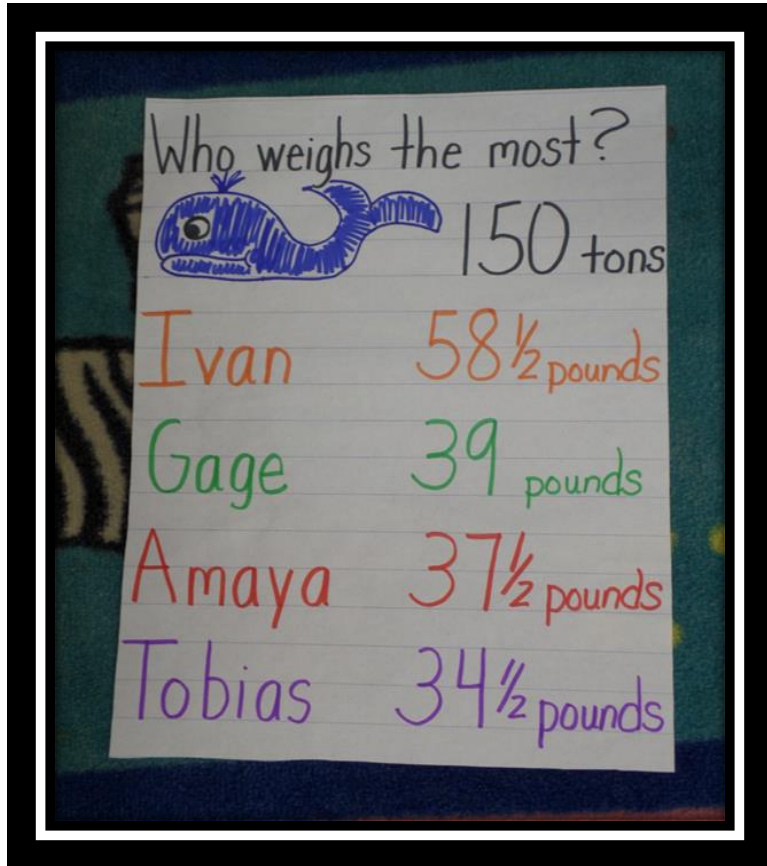 Who weighs the most?
150 tons
Ivan 58½ pounds
Gage 39 pounds
Amaya 37½ pounds
Tobias 34½ pounds